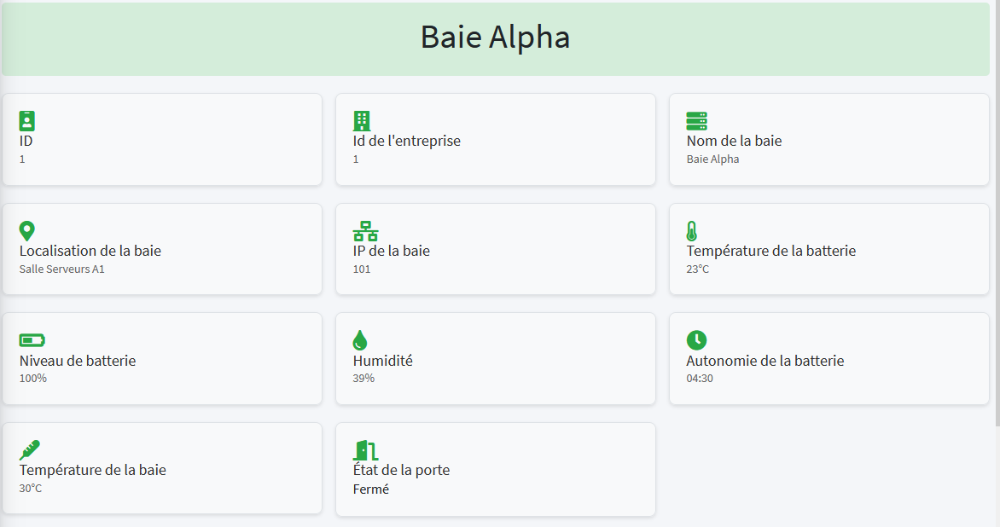 Baie Alpha
ID
1
Id de l'entreprise
1
Nom de la baie
Baie Alpha
Localisation de la baie
Salle Serveurs A1
IP de la baie
101
Température de la batterie
23°C
Niveau de batterie
100%
Humidité
39%
Autonomie de la batterie
04:30
Température de la baie
30°C
État de la porte
Fermé